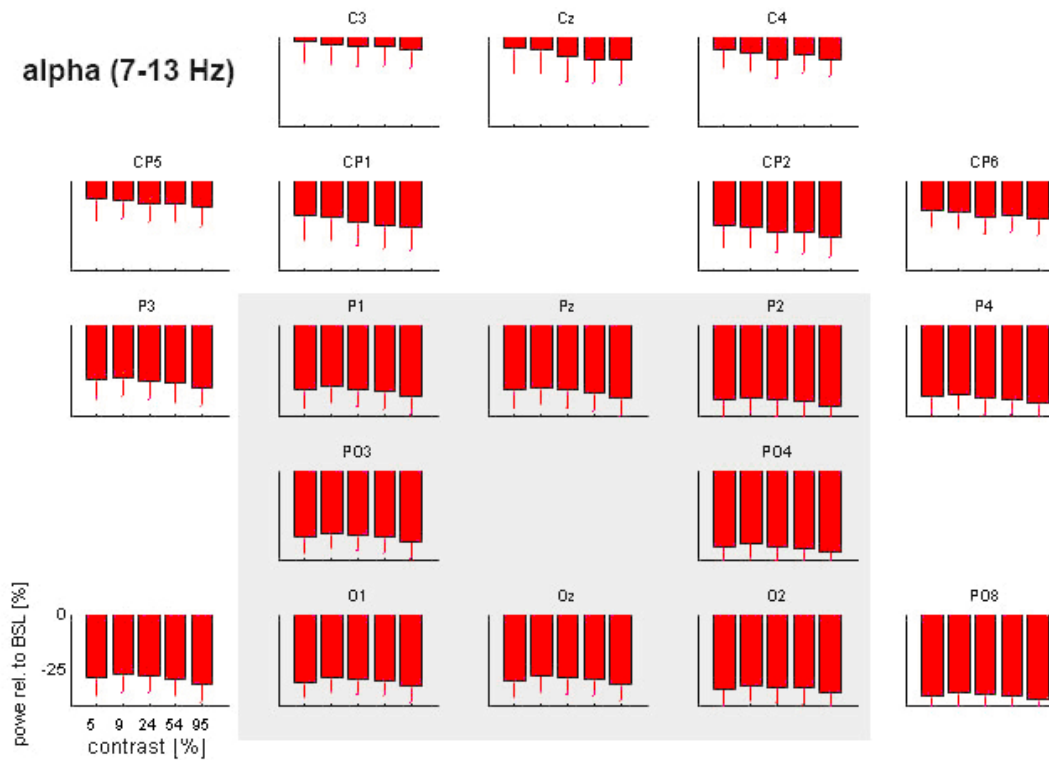 C3 Cz C4
alpha (7-13 Hz)
CP5 CP1 CP2 CP6
P3 P1 Pz P2 P4
PO3 PO4
O1 Oz O2 PO8
powe rel. to BSL [%]
0
-25
5 9 24 54 95
contrast [%]